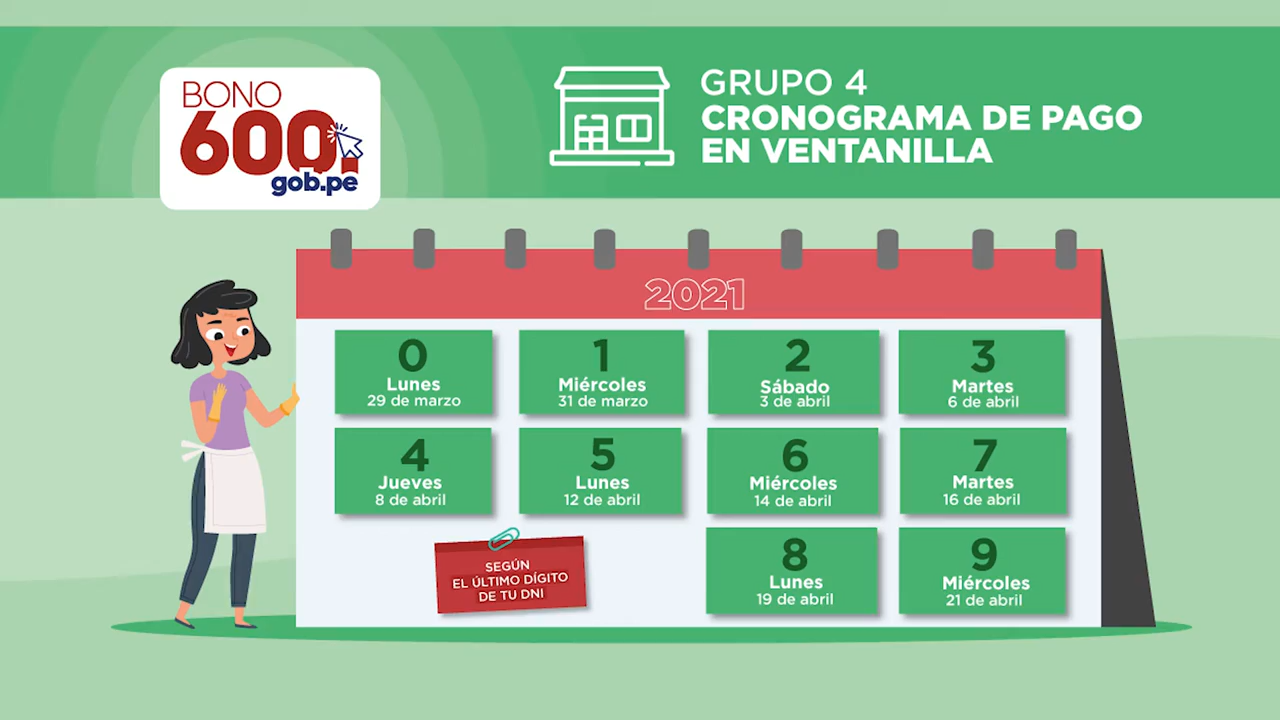 BONO
600
gob.pe
GRUPO 4
CRONOGRAMA DE PAGO
EN VENTANILLA
2021
0
Lunes
29 de marzo
1
Miércoles
31 de marzo
2
Sábado
3 de abril
3
Martes
6 de abril
4
Jueves
8 de abril
5
Lunes
12 de abril
6
Miércoles
14 de abril
7
Martes
16 de abril
8
Lunes
19 de abril
9
Miércoles
21 de abril
SEGÚN
EL ÚLTIMO DÍGITO
DE TU DNI